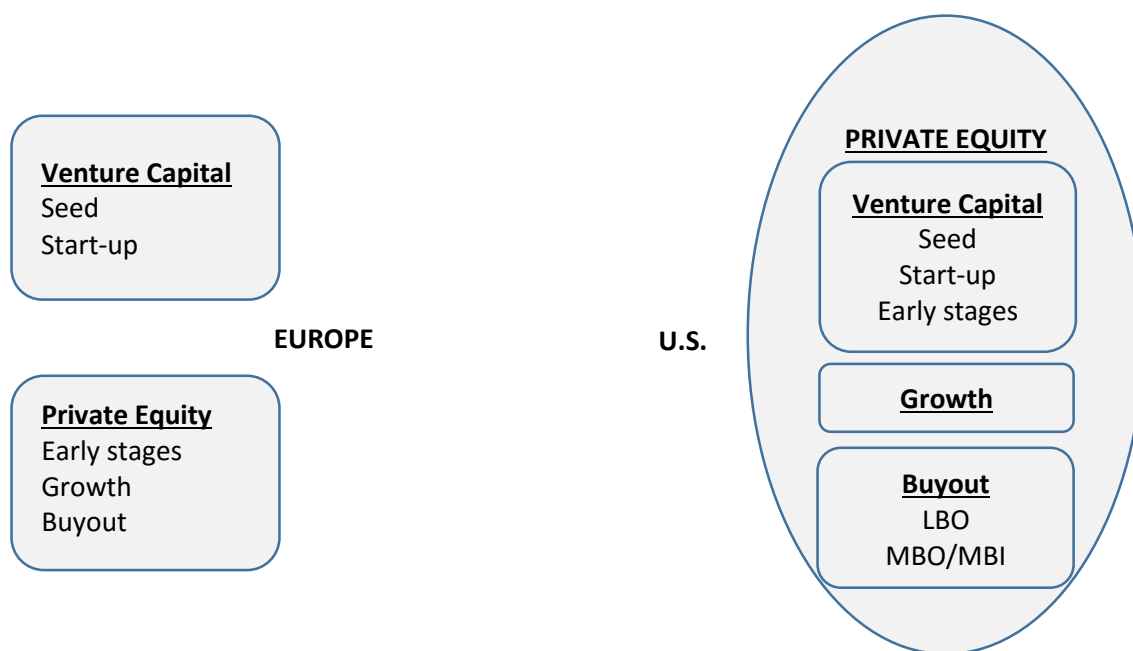 Venture Capital
Seed
Start-up
EUROPE
Private Equity
Early stages
Growth
Buyout
U.S.
PRIVATE EQUITY
Venture Capital
Seed
Start-up
Early stages
Growth
Buyout
LBO
MBO/MBI